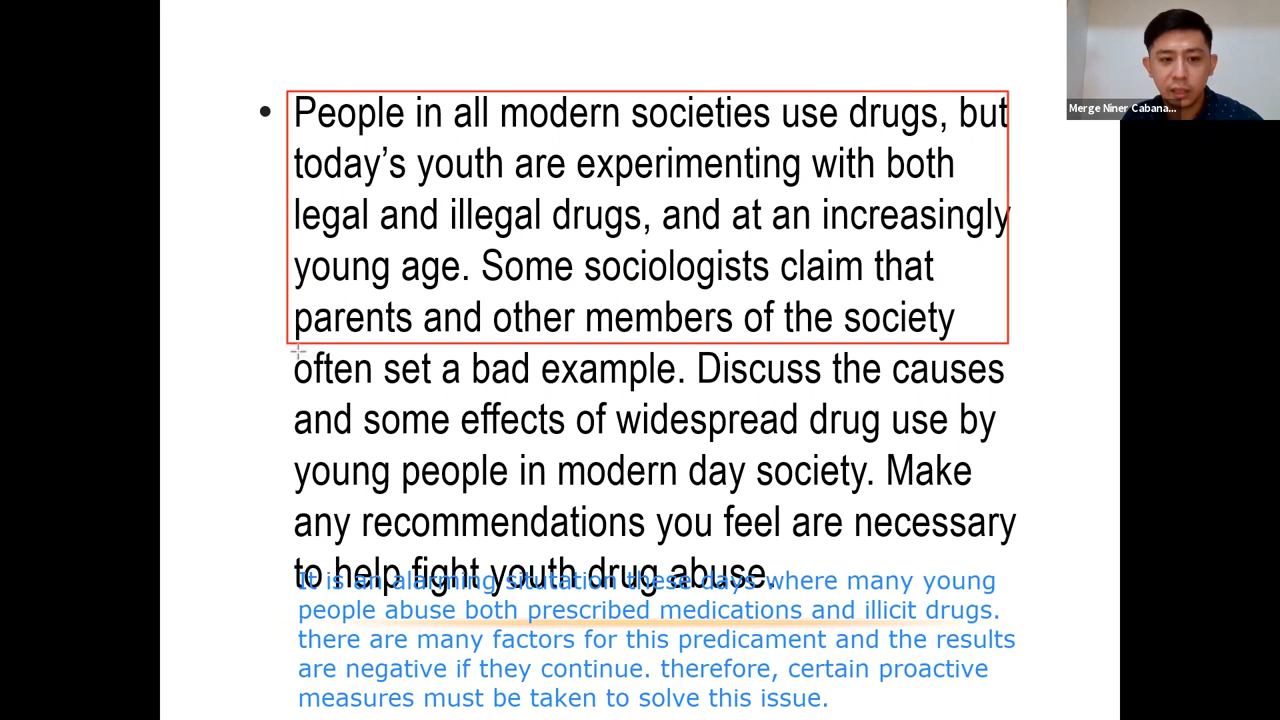 Merge Niner Cabana...
• People in all modern societies use drugs, but
today’s youth are experimenting with both
legal and illegal drugs, and at an increasingly
young age. Some sociologists claim that
parents and other members of the society
often set a bad example. Discuss the causes
and some effects of widespread drug use by
young people in modern day society. Make
any recommendations you feel are necessary
to help fight youth drug abuse.
It is an alarming situtation these days where many young
people abuse both prescribed medications and illicit drugs.
there are many factors for this predicament and the results
are negative if they continue. therefore, certain proactive
measures must be taken to solve this issue.